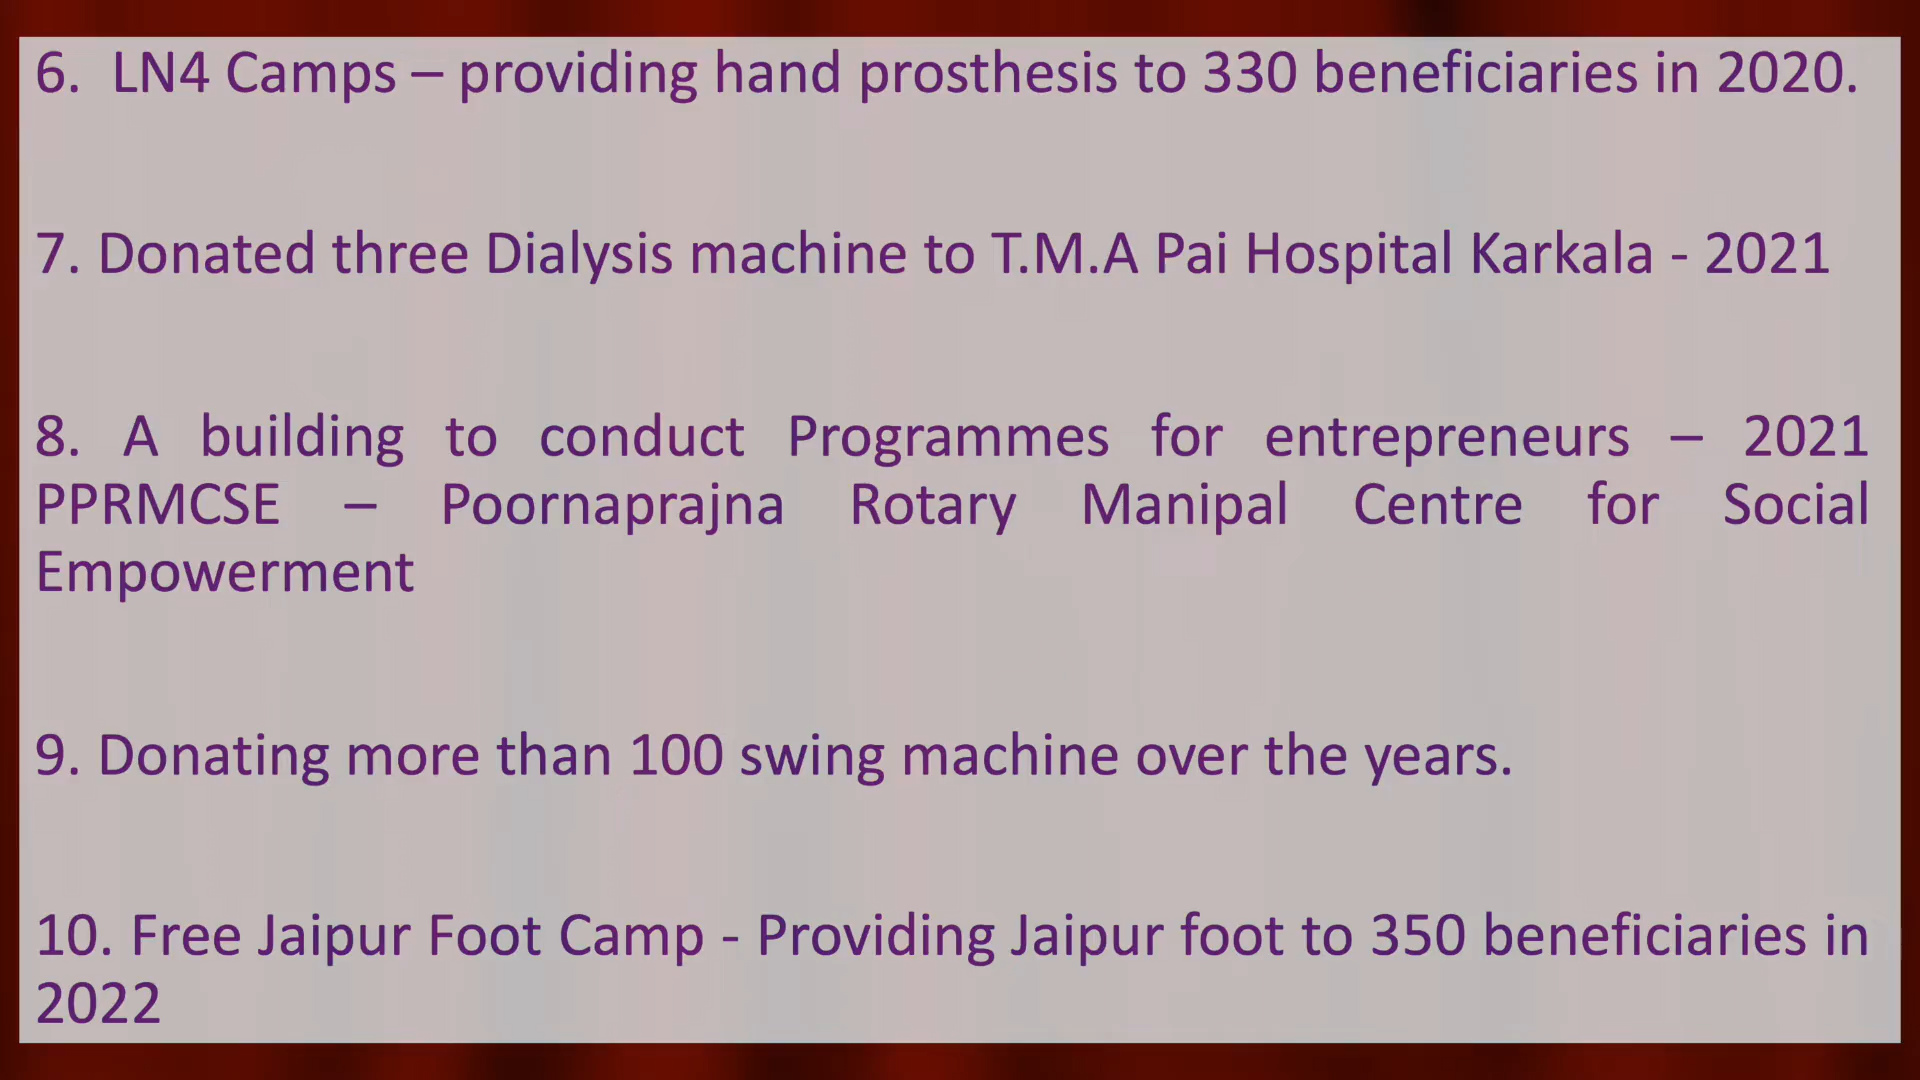 6. LN4 Camps – providing hand prosthesis to 330 beneficiaries in 2020.
7. Donated three Dialysis machine to T.M.A Pai Hospital Karkala - 2021
8. A building to conduct Programmes for entrepreneurs – 2021
PPRMCSE – Poornaprajna Rotary Manipal Centre for Social
Empowerment
9. Donating more than 100 swing machine over the years.
10. Free Jaipur Foot Camp - Providing Jaipur foot to 350 beneficiaries in
2022